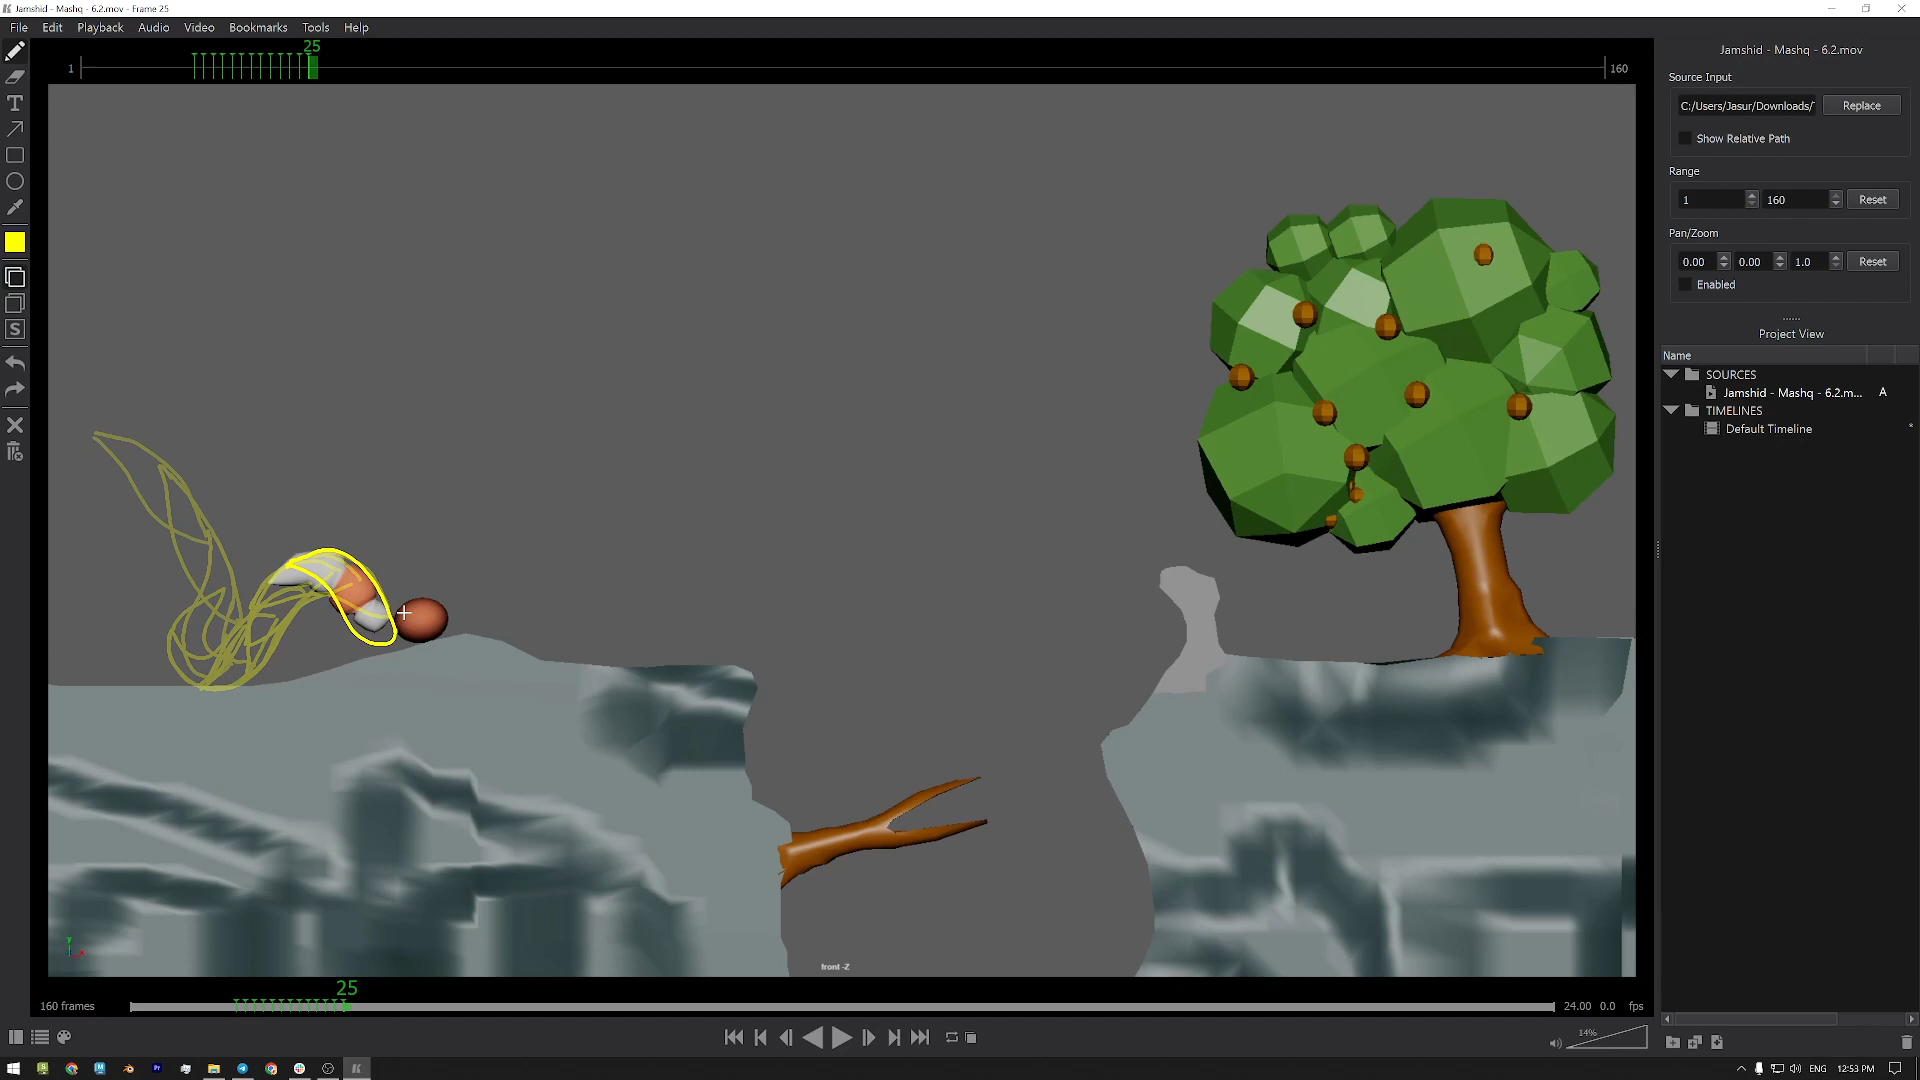 Jamshid - Mashq - 6.2.mov - Frame 25
File Edit Playback Audio Video Bookmarks Tools Help
25
1
160
Jamshid - Mashq - 6.2.mov
Source Input
C:/Users/Jasur/Downloads/
Replace
Show Relative Path
Range
1 160 Reset
Pan/Zoom
0.00 0.00 1.0 Reset
Enabled
Project View
Name
SOURCES
Jamshid - Mashq - 6.2.m... A
TIMELINES
Default Timeline *
T
S
y
x
front -Z
25
160 frames
24.00 0.0 fps
14%
ENG 12:53 PM